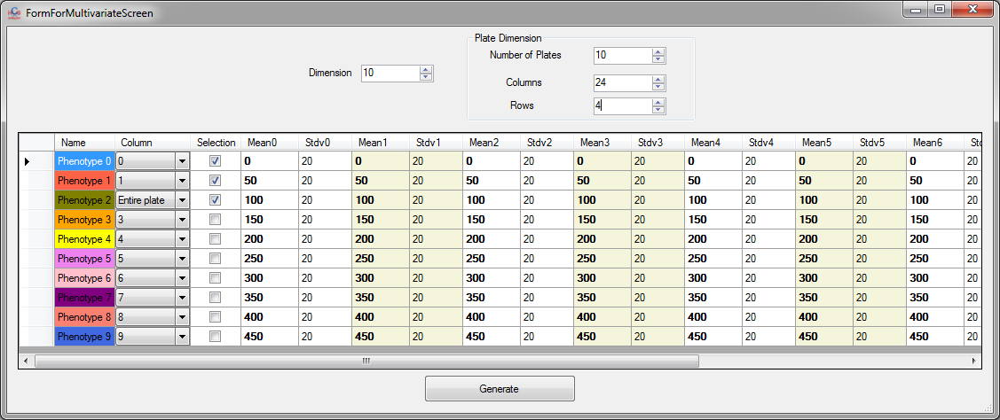 FormForMultivariateScreen
Plate Dimension
Number of Plates 10
Dimension 10
Columns 24
Rows 4
Name Column Selection Mean0 Stdv0 Mean1 Stdv1 Mean2 Stdv2 Mean3 Stdv3 Mean4 Stdv4 Mean5 Stdv5 Mean6 Std
Phenotype 0 0 0 20 0 20 0 20 0 20 0 20 0 20 0 20
Phenotype 1 1 50 20 50 20 50 20 50 20 50 20 50 20 50 20
Phenotype 2 Entire plate 100 20 100 20 100 20 100 20 100 20 100 20 100 20
Phenotype 3 3 150 20 150 20 150 20 150 20 150 20 150 20 150 20
Phenotype 4 4 200 20 200 20 200 20 200 20 200 20 200 20 200 20
Phenotype 5 5 250 20 250 20 250 20 250 20 250 20 250 20 250 20
Phenotype 6 6 300 20 300 20 300 20 300 20 300 20 300 20 300 20
Phenotype 7 7 350 20 350 20 350 20 350 20 350 20 350 20 350 20
Phenotype 8 8 400 20 400 20 400 20 400 20 400 20 400 20 400 20
Phenotype 9 9 450 20 450 20 450 20 450 20 450 20 450 20 450 20
Generate